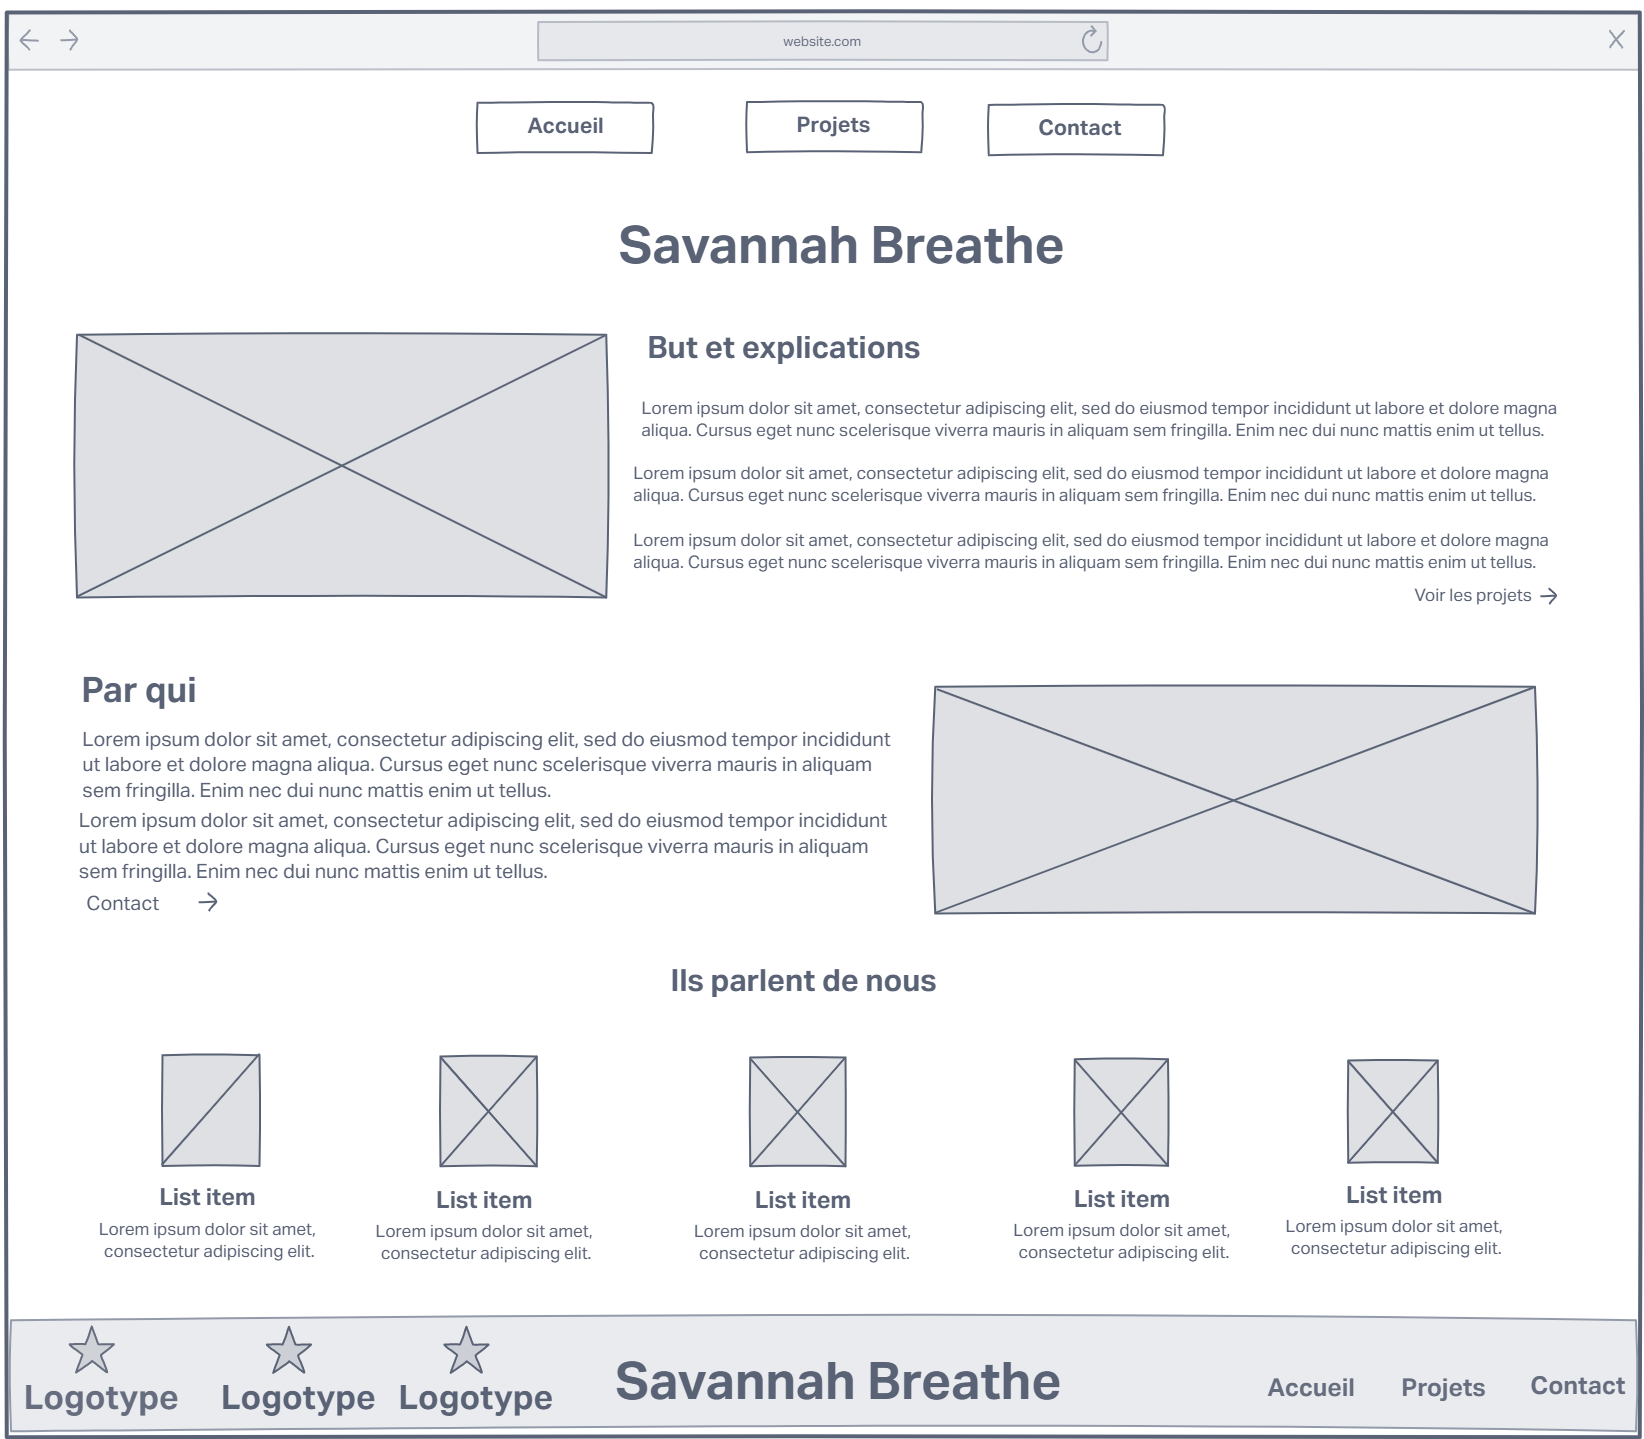 website.com
Accueil
Projets
Contact
Savannah Breathe
But et explications
Lorem ipsum dolor sit amet, consectetur adipiscing elit, sed do eiusmod tempor incididunt ut labore et dolore magna
aliqua. Cursus eget nunc scelerisque viverra mauris in aliquam sem fringilla. Enim nec dui nunc mattis enim ut tellus.
Lorem ipsum dolor sit amet, consectetur adipiscing elit, sed do eiusmod tempor incididunt ut labore et dolore magna
aliqua. Cursus eget nunc scelerisque viverra mauris in aliquam sem fringilla. Enim nec dui nunc mattis enim ut tellus.
Lorem ipsum dolor sit amet, consectetur adipiscing elit, sed do eiusmod tempor incididunt ut labore et dolore magna
aliqua. Cursus eget nunc scelerisque viverra mauris in aliquam sem fringilla. Enim nec dui nunc mattis enim ut tellus.
Voir les projets
Par qui
Lorem ipsum dolor sit amet, consectetur adipiscing elit, sed do eiusmod tempor incididunt
ut labore et dolore magna aliqua. Cursus eget nunc scelerisque viverra mauris in aliquam
sem fringilla. Enim nec dui nunc mattis enim ut tellus.
Lorem ipsum dolor sit amet, consectetur adipiscing elit, sed do eiusmod tempor incididunt
ut labore et dolore magna aliqua. Cursus eget nunc scelerisque viverra mauris in aliquam
sem fringilla. Enim nec dui nunc mattis enim ut tellus.
Contact
Ils parlent de nous
List item
Lorem ipsum dolor sit amet,
consectetur adipiscing elit.
List item
Lorem ipsum dolor sit amet,
consectetur adipiscing elit.
List item
Lorem ipsum dolor sit amet,
consectetur adipiscing elit.
List item
Lorem ipsum dolor sit amet,
consectetur adipiscing elit.
List item
Lorem ipsum dolor sit amet,
consectetur adipiscing elit.
Logotype
Logotype
Logotype
Savannah Breathe
Accueil
Projets
Contact